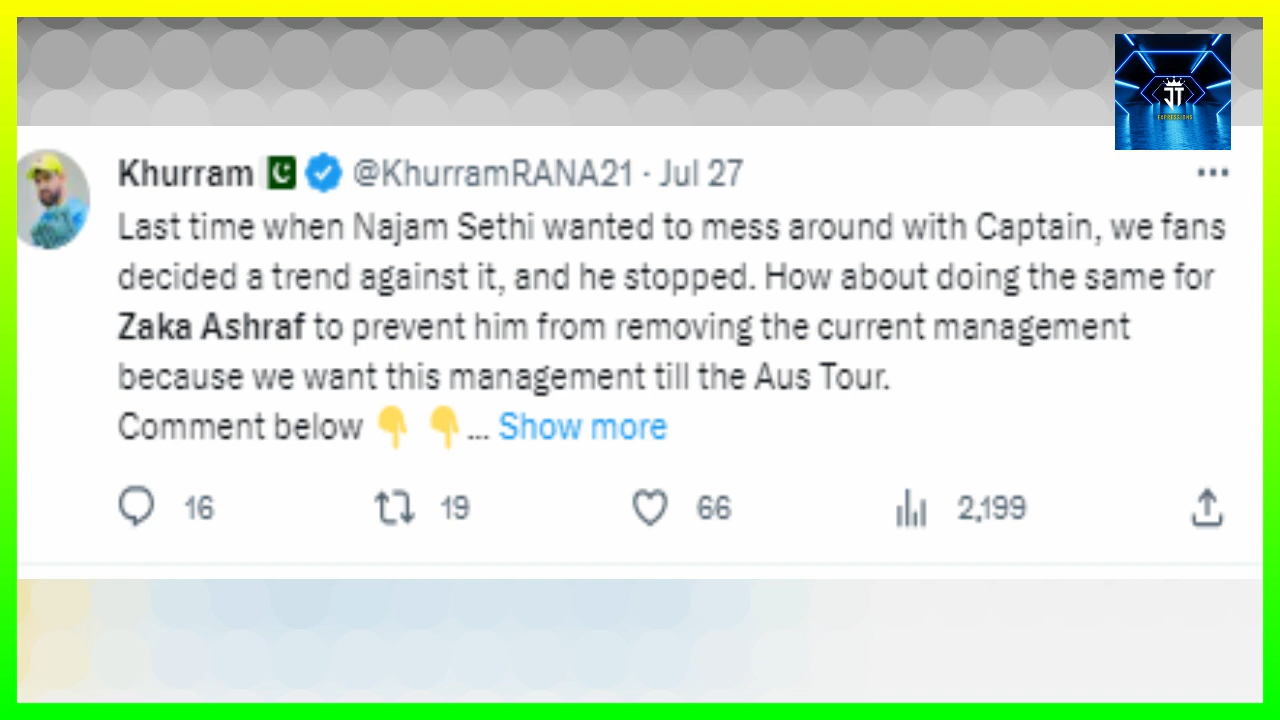 JT
EXPRESSIONS
Khurram @KhurramRANA21 · Jul 27
Last time when Najam Sethi wanted to mess around with Captain, we fans
decided a trend against it, and he stopped. How about doing the same for
Zaka Ashraf to prevent him from removing the current management
because we want this management till the Aus Tour.
Comment below 👇 👇... Show more
16 19 66 2,199